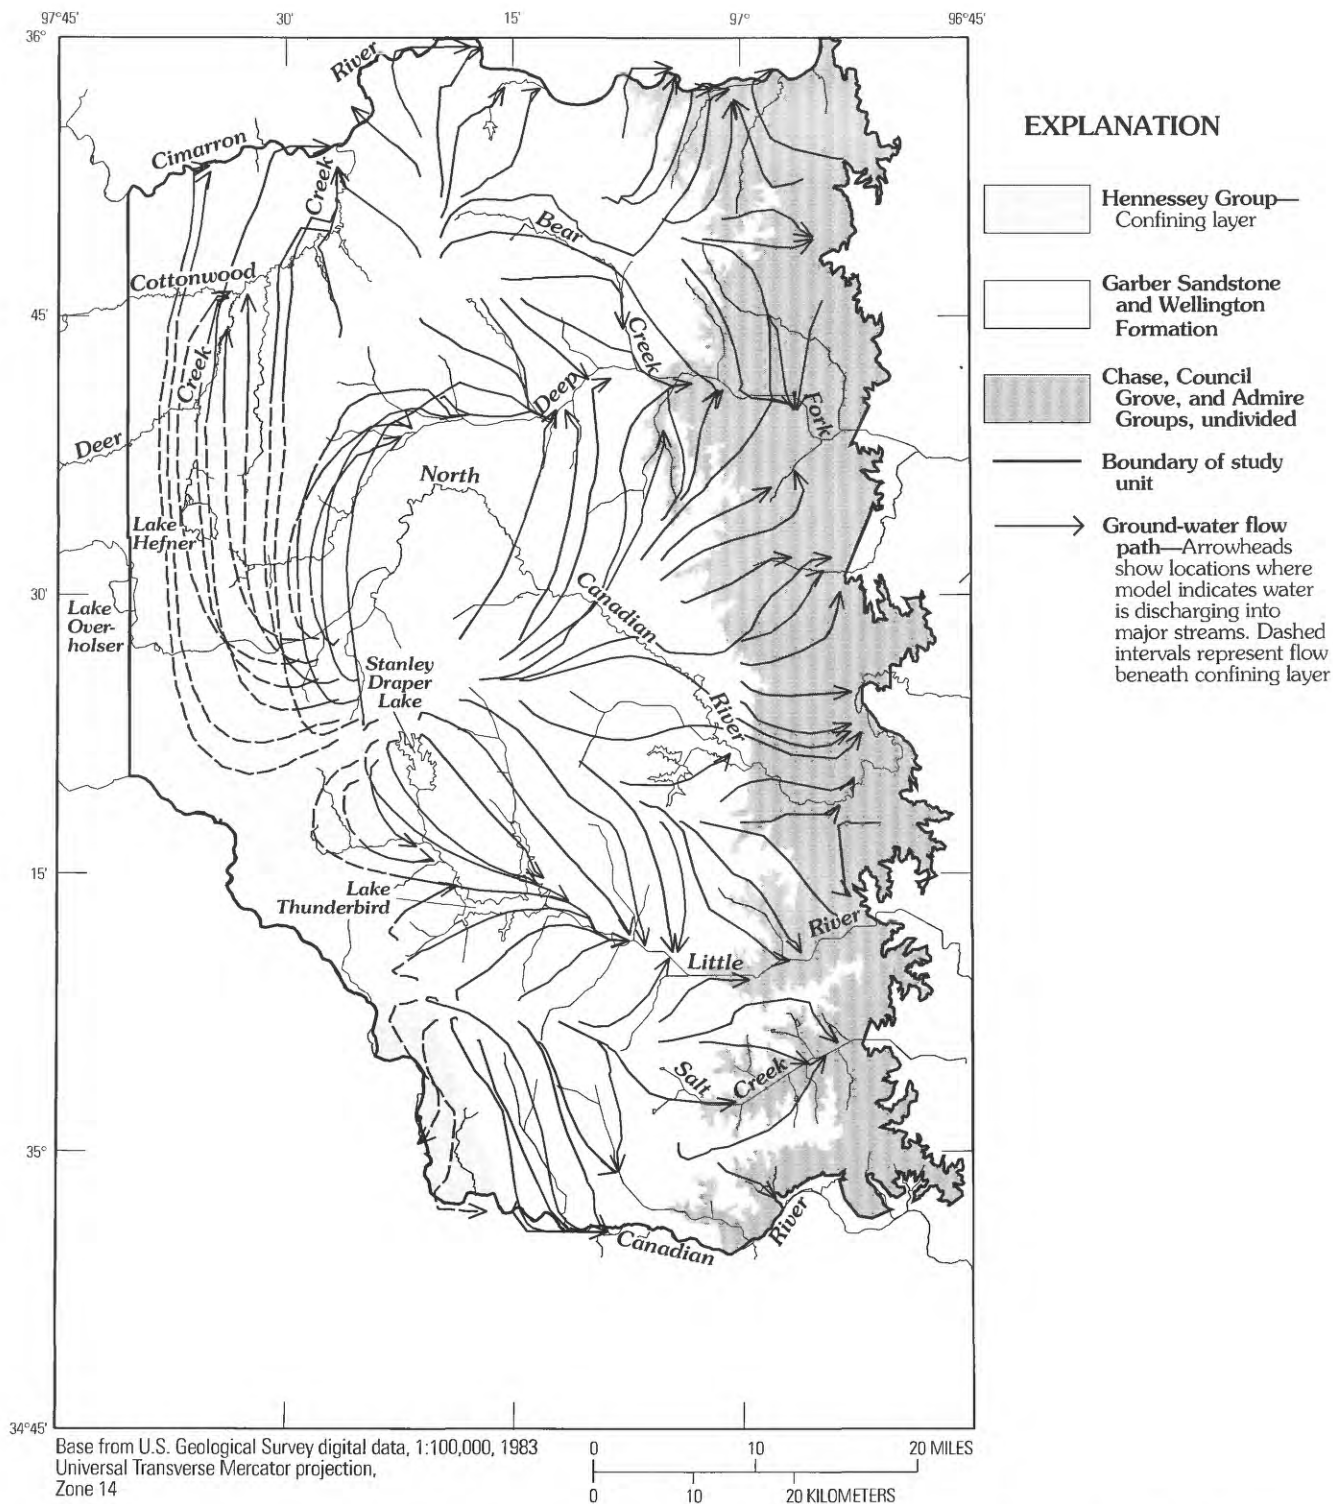 97°45'
30'
15'
97°
96°45'
36°
River
Cimarron
Creek
Bear
Cottonwood
45'
Creek
Creek
Deep
Fork
Deer
North
Lake
Hefner
Canadian
30'
Lake
Over-
holser
Stanley
Draper
Lake
River
15'
Lake
Thunderbird
River
Little
Salt
Creek
35°
River
Canadian
34°45'
EXPLANATION
Hennessey Group—
Confining layer
Garber Sandstone
and Wellington
Formation
Chase, Council
Grove, and Admire
Groups, undivided
Boundary of study
unit
Ground-water flow
path—Arrowheads
show locations where
model indicates water
is discharging into
major streams. Dashed
intervals represent flow
beneath confining layer
Base from U.S. Geological Survey digital data, 1:100,000, 1983
Universal Transverse Mercator projection,
Zone 14
0 10 20 MILES
0 10 20 KILOMETERS